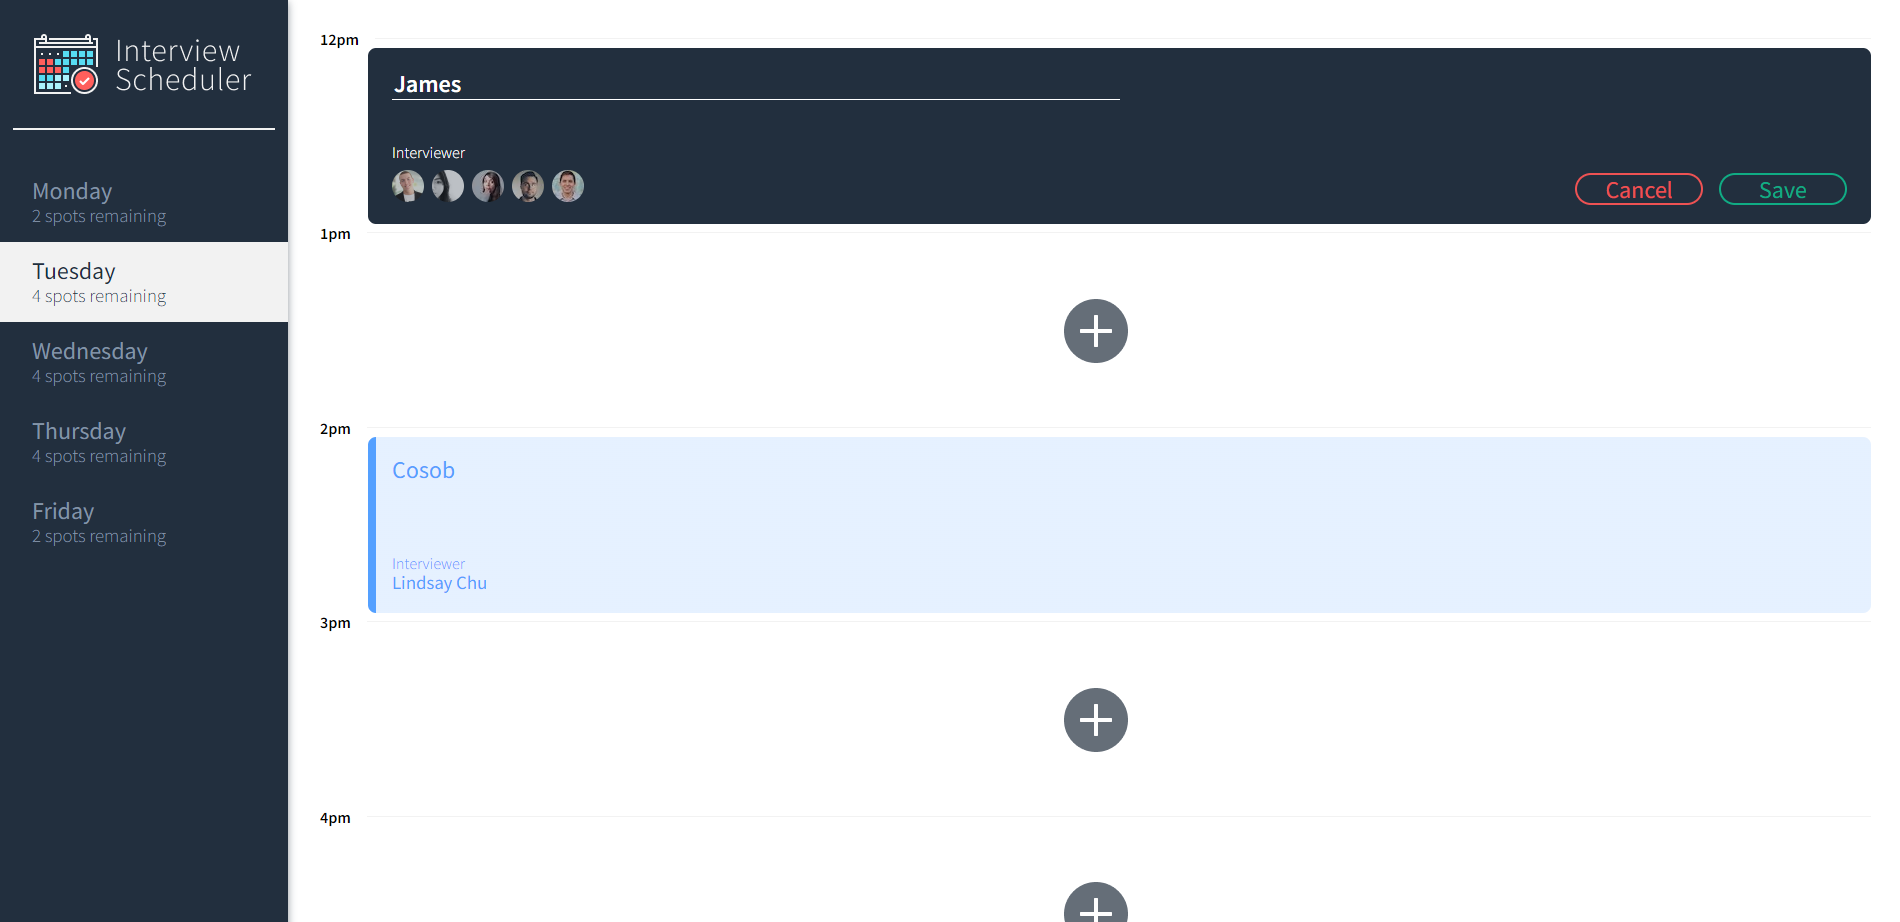 Interview
Scheduler
Monday
2 spots remaining
Tuesday
4 spots remaining
Wednesday
4 spots remaining
Thursday
4 spots remaining
Friday
2 spots remaining
12pm
James
Interviewer
Cancel
Save
1pm
2pm
Cosob
Interviewer
Lindsay Chu
3pm
4pm